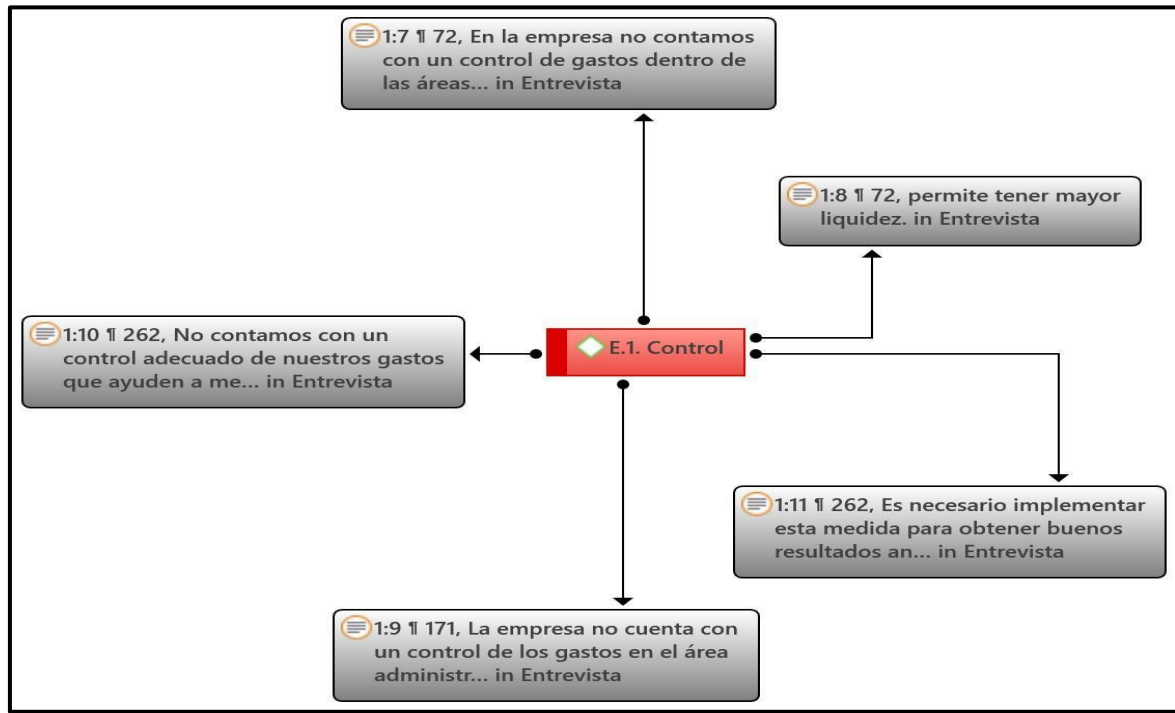 1:7 ¶ 72, En la empresa no contamos
con un control de gastos dentro de
las áreas... in Entrevista
1:8 ¶ 72, permite tener mayor
liquidez. in Entrevista
1:10 ¶ 262, No contamos con un
control adecuado de nuestros gastos
que ayuden a me... in Entrevista
E.1. Control
1:11 ¶ 262, Es necesario implementar
esta medida para obtener buenos
resultados an... in Entrevista
1:9 ¶ 171, La empresa no cuenta con
un control de los gastos en el área
administr... in Entrevista